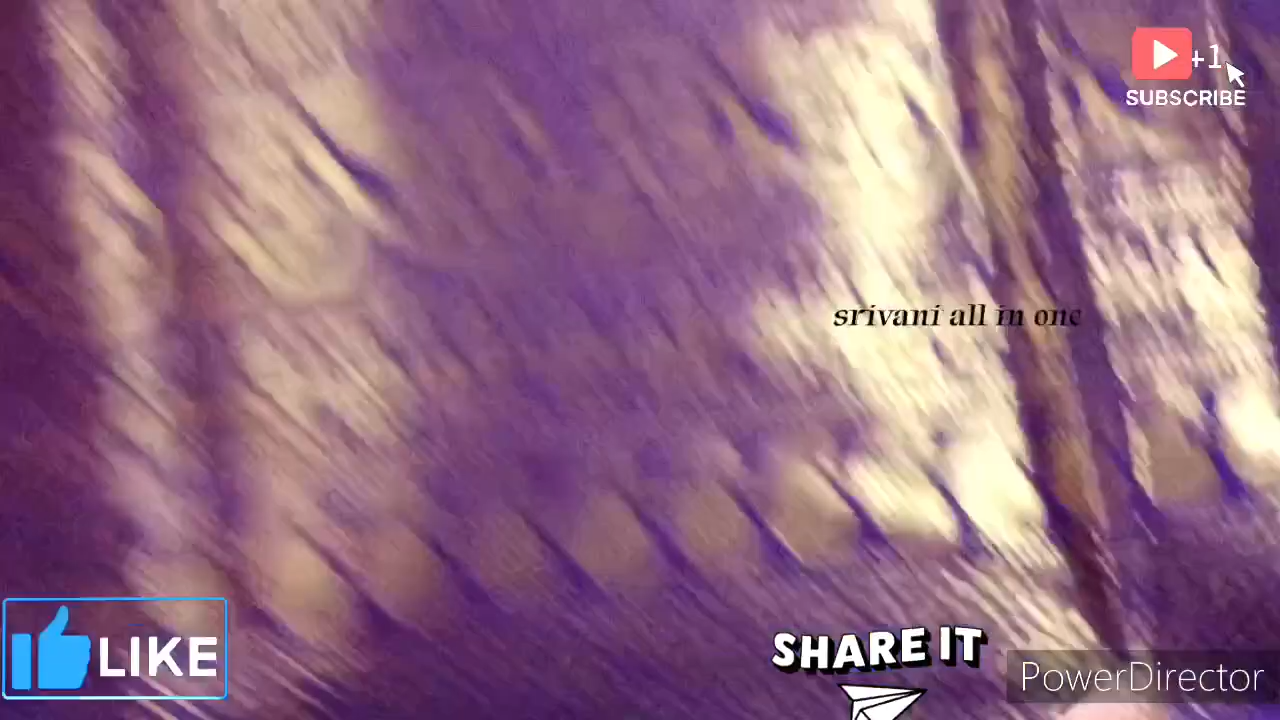 +1
SUBSCRIBE
srivani all in one
LIKE
SHARE IT
PowerDirector